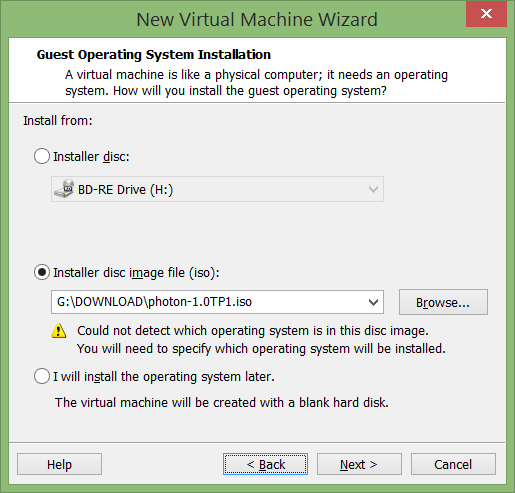 New Virtual Machine Wizard
Guest Operating System Installation
A virtual machine is like a physical computer; it needs an operating
system. How will you install the guest operating system?
Install from:
Installer disc:
BD-RE Drive (H:)
Installer disc image file (iso):
G:\DOWNLOAD\photon-1.0TP1.iso
Browse...
Could not detect which operating system is in this disc image.
You will need to specify which operating system will be installed.
I will install the operating system later.
The virtual machine will be created with a blank hard disk.
Help
< Back
Next >
Cancel